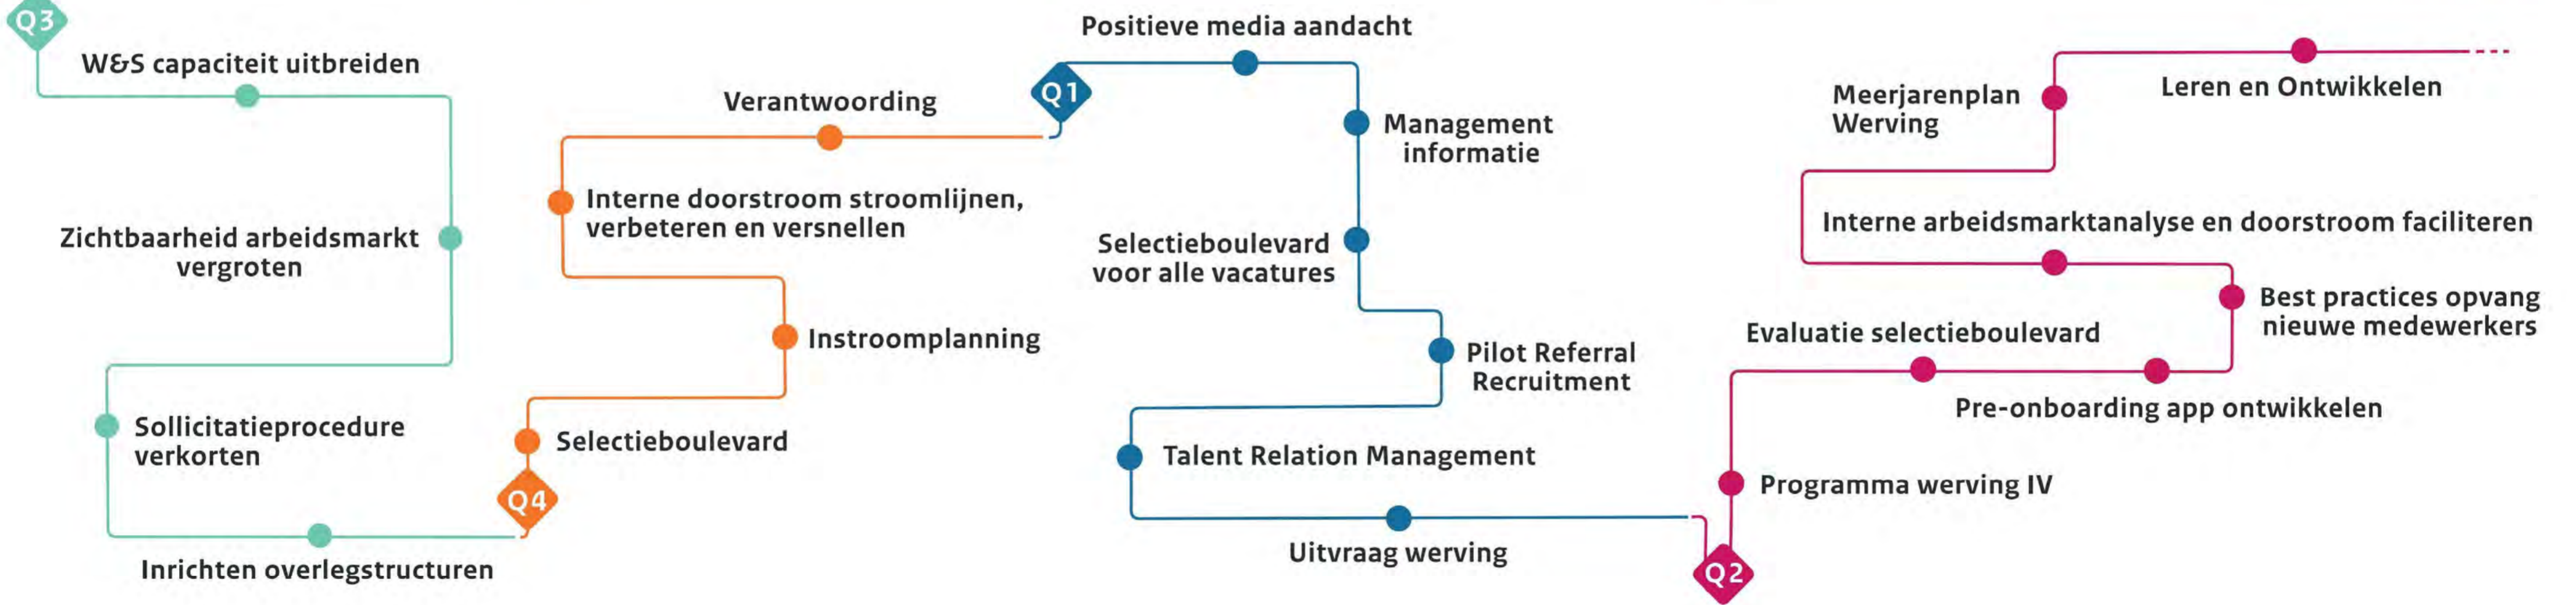 Q3
W&S capaciteit uitbreiden
Zichtbaarheid arbeidsmarkt
vergroten
Sollicitatieprocedure
verkorten
Inrichten overlegstructuren
Q4
Selectieboulevard
Instroomplanning
Interne doorstroom stroomlijnen,
verbeteren en versnellen
Verantwoording
Q1
Positieve media aandacht
Management
informatie
Selectieboulevard
voor alle vacatures
Pilot Referral
Recruitment
Talent Relation Management
Uitvraag werving
Q2
Programma werving IV
Evaluatie selectieboulevard
Pre-onboarding app ontwikkelen
Best practices opvang
nieuwe medewerkers
Interne arbeidsmarktanalyse en doorstroom faciliteren
Meerjarenplan
Werving
Leren en Ontwikkelen